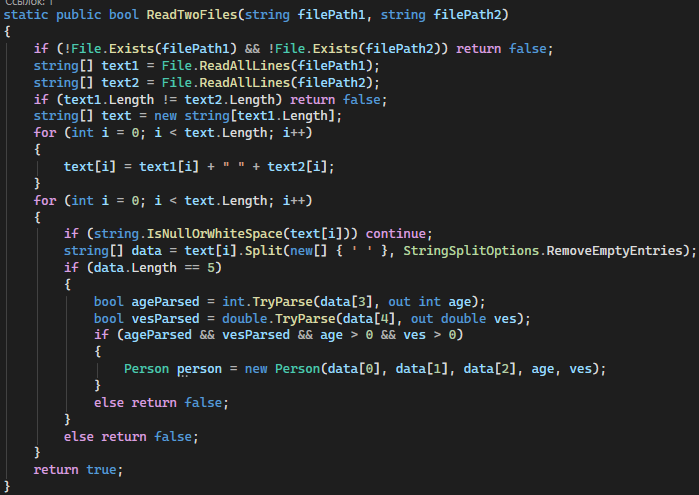 Ссылок: 1
static public bool ReadTwoFiles(string filePath1, string filePath2)
{
    if (!File.Exists(filePath1) && !File.Exists(filePath2)) return false;
    string[] text1 = File.ReadAllLines(filePath1);
    string[] text2 = File.ReadAllLines(filePath2);
    if (text1.Length != text2.Length) return false;
    string[] text = new string[text1.Length];
    for (int i = 0; i < text.Length; i++)
    {
        text[i] = text1[i] + " " + text2[i];
    }
    for (int i = 0; i < text.Length; i++)
    {
        if (string.IsNullOrWhiteSpace(text[i])) continue;
        string[] data = text[i].Split(new[] { ' ' }, StringSplitOptions.RemoveEmptyEntries);
        if (data.Length == 5)
        {
            bool ageParsed = int.TryParse(data[3], out int age);
            bool vesParsed = double.TryParse(data[4], out double ves);
            if (ageParsed && vesParsed && age > 0 && ves > 0)
            {
                Person person = new Person(data[0], data[1], data[2], age, ves);
            }
            else return false;
        }
        else return false;
    }
    return true;
}